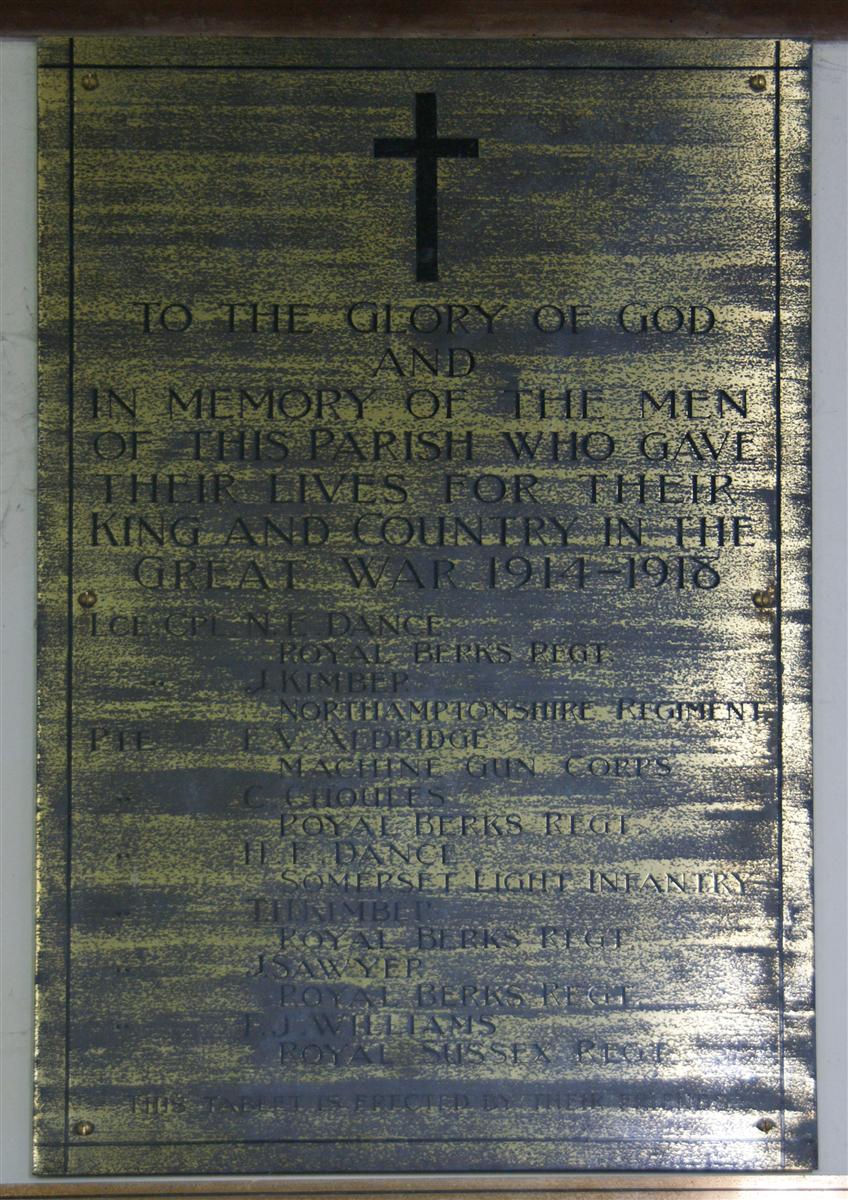 TO THE GLORY OF GOD
AND
IN MEMORY OF THE MEN
OF THIS PARISH WHO GAVE
THEIR LIVES FOR THEIR
KING AND COUNTRY IN THE
GREAT WAR 1914-1918
LCE CPL N. E. DANCE
ROYAL BERKS REGT.
" J. KIMBER
NORTHAMPTONSHIRE REGIMENT
PTE V. ALDRIDGE
MACHINE GUN CORPS
" C. CHOULES
ROYAL BERKS REGT.
" DANCE
SOMERSET LIGHT INFANTRY
" KIMBER
ROYAL BERKS REGT.
" J. SAWYER
ROYAL BERKS REGT.
" J. WILLIAMS
ROYAL SUSSEX REGT.
THIS TABLET IS ERECTED BY THEIR FRIENDS